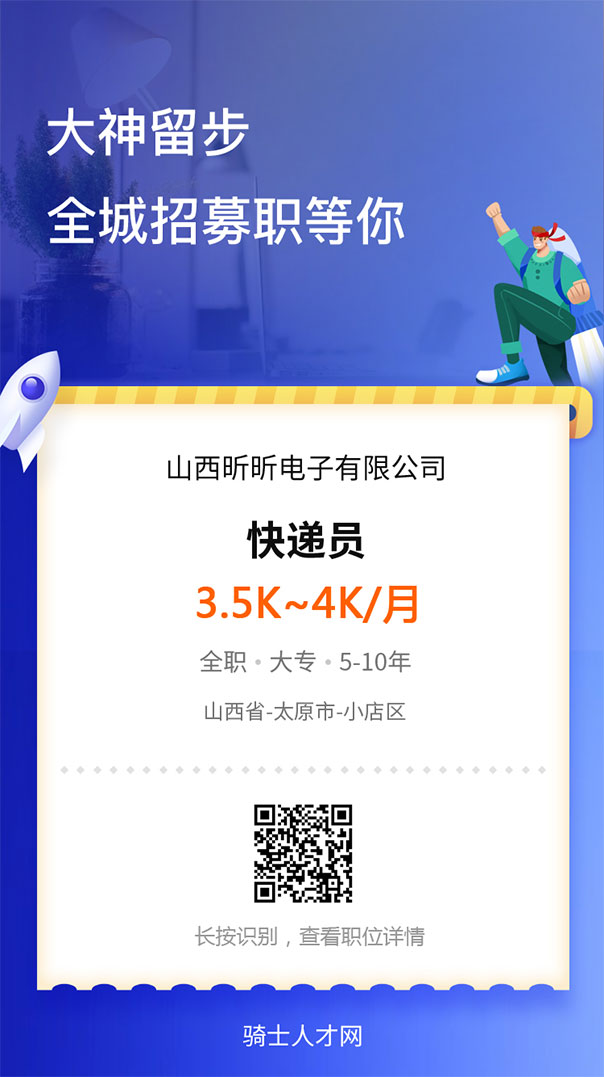 大神留步
全城招募职等你
山西昕昕电子有限公司
快递员
3.5K~4K/月
全职•大专•5-10年
山西省-太原市-小店区
长按识别，查看职位详情
骑士人才网